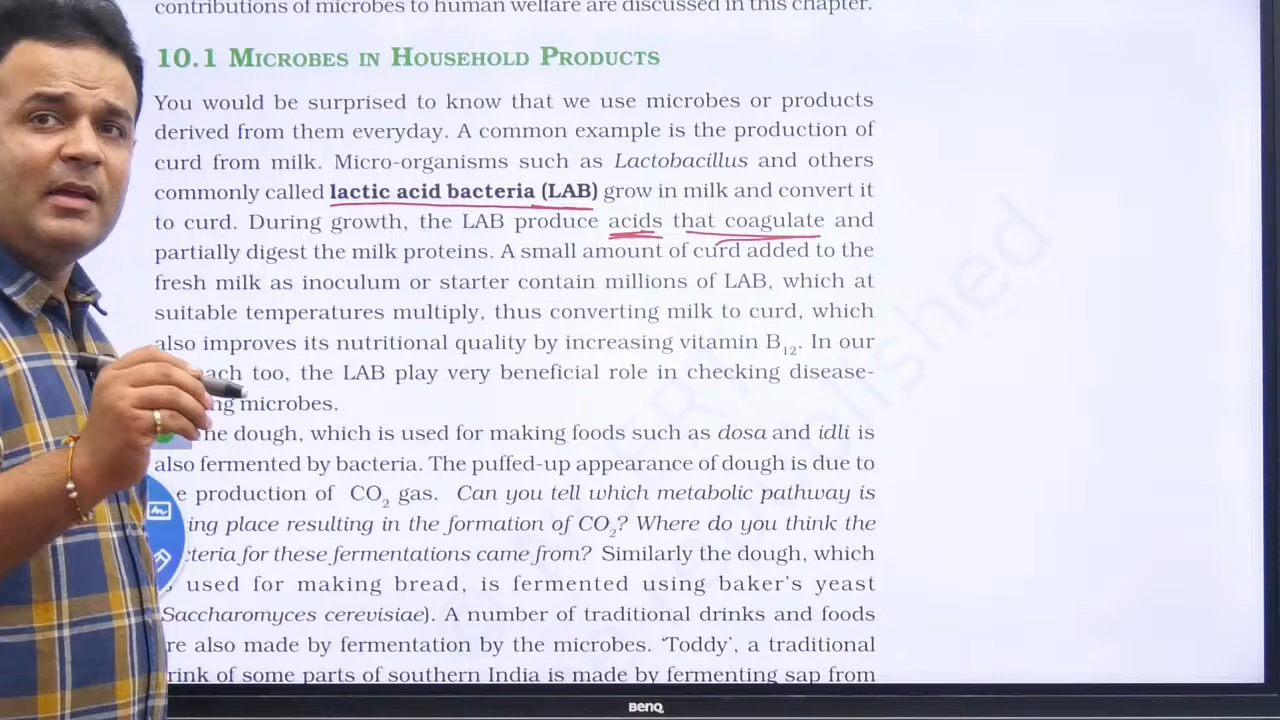 contributions of microbes to human welfare are discussed in this chapter.
10.1 MICROBES IN HOUSEHOLD PRODUCTS
You would be surprised to know that we use microbes or products
derived from them everyday. A common example is the production of
curd from milk. Micro-organisms such as Lactobacillus and others
commonly called lactic acid bacteria (LAB) grow in milk and convert it
to curd. During growth, the LAB produce acids that coagulate and
partially digest the milk proteins. A small amount of curd added to the
fresh milk as inoculum or starter contain millions of LAB, which at
suitable temperatures multiply, thus converting milk to curd, which
also improves its nutritional quality by increasing vitamin B12. In our
ach too, the LAB play very beneficial role in checking disease-
ng microbes.
he dough, which is used for making foods such as dosa and idli is
also fermented by bacteria. The puffed-up appearance of dough is due to
e production of CO2 gas. Can you tell which metabolic pathway is
ing place resulting in the formation of CO2? Where do you think the
cteria for these fermentations came from? Similarly the dough, which
used for making bread, is fermented using baker's yeast
Saccharomyces cerevisiae). A number of traditional drinks and foods
re also made by fermentation by the microbes. 'Toddy', a traditional
rink of some parts of southern India is made by fermenting sap from
BENQ